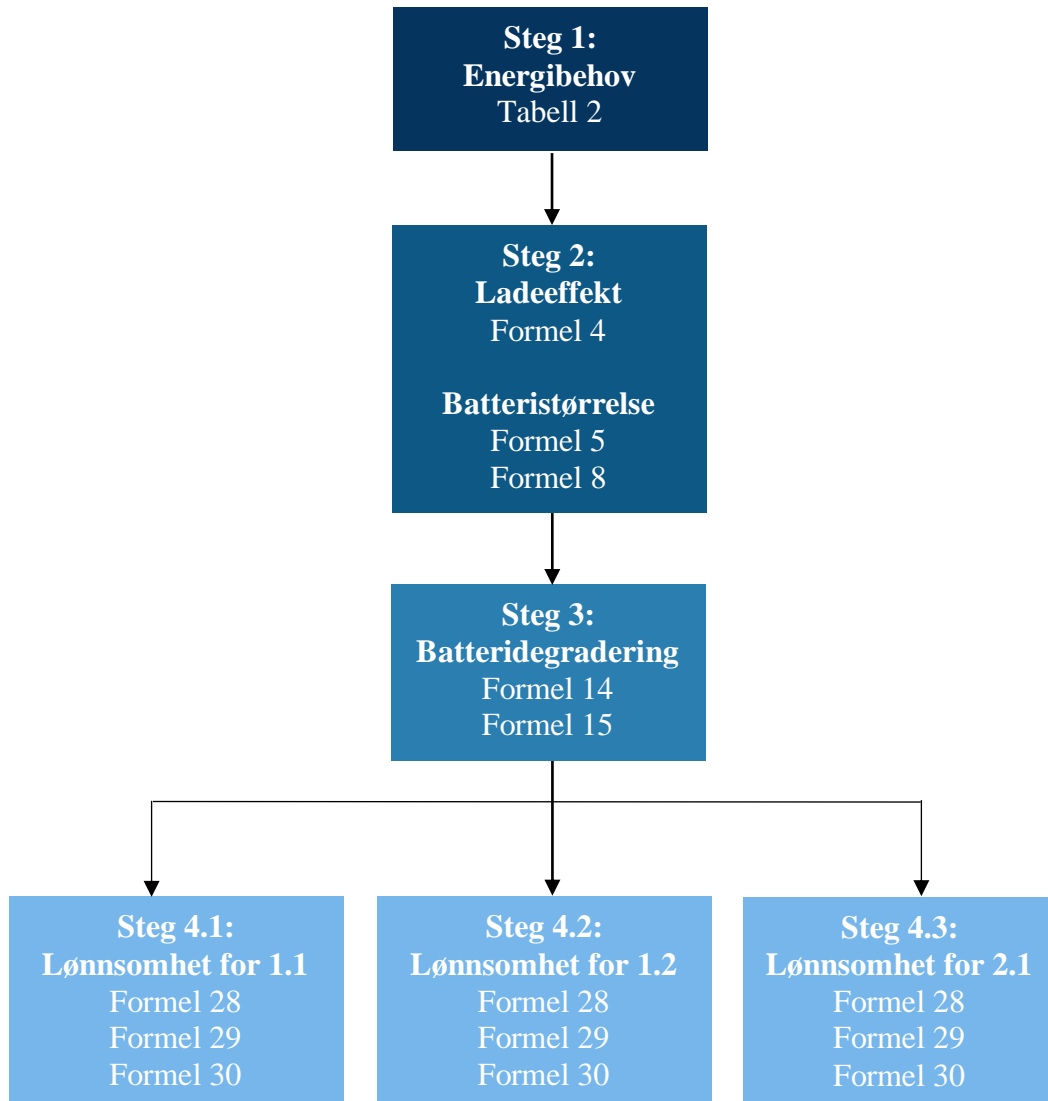 Steg 1:
Energibehov
Tabell 2
Steg 2:
Ladeeffekt
Formel 4
Batteristørrelse
Formel 5
Formel 8
Steg 3:
Batteridegradering
Formel 14
Formel 15
Steg 4.1:
Lønnsomhet for 1.1
Formel 28
Formel 29
Formel 30
Steg 4.2:
Lønnsomhet for 1.2
Formel 28
Formel 29
Formel 30
Steg 4.3:
Lønnsomhet for 2.1
Formel 28
Formel 29
Formel 30